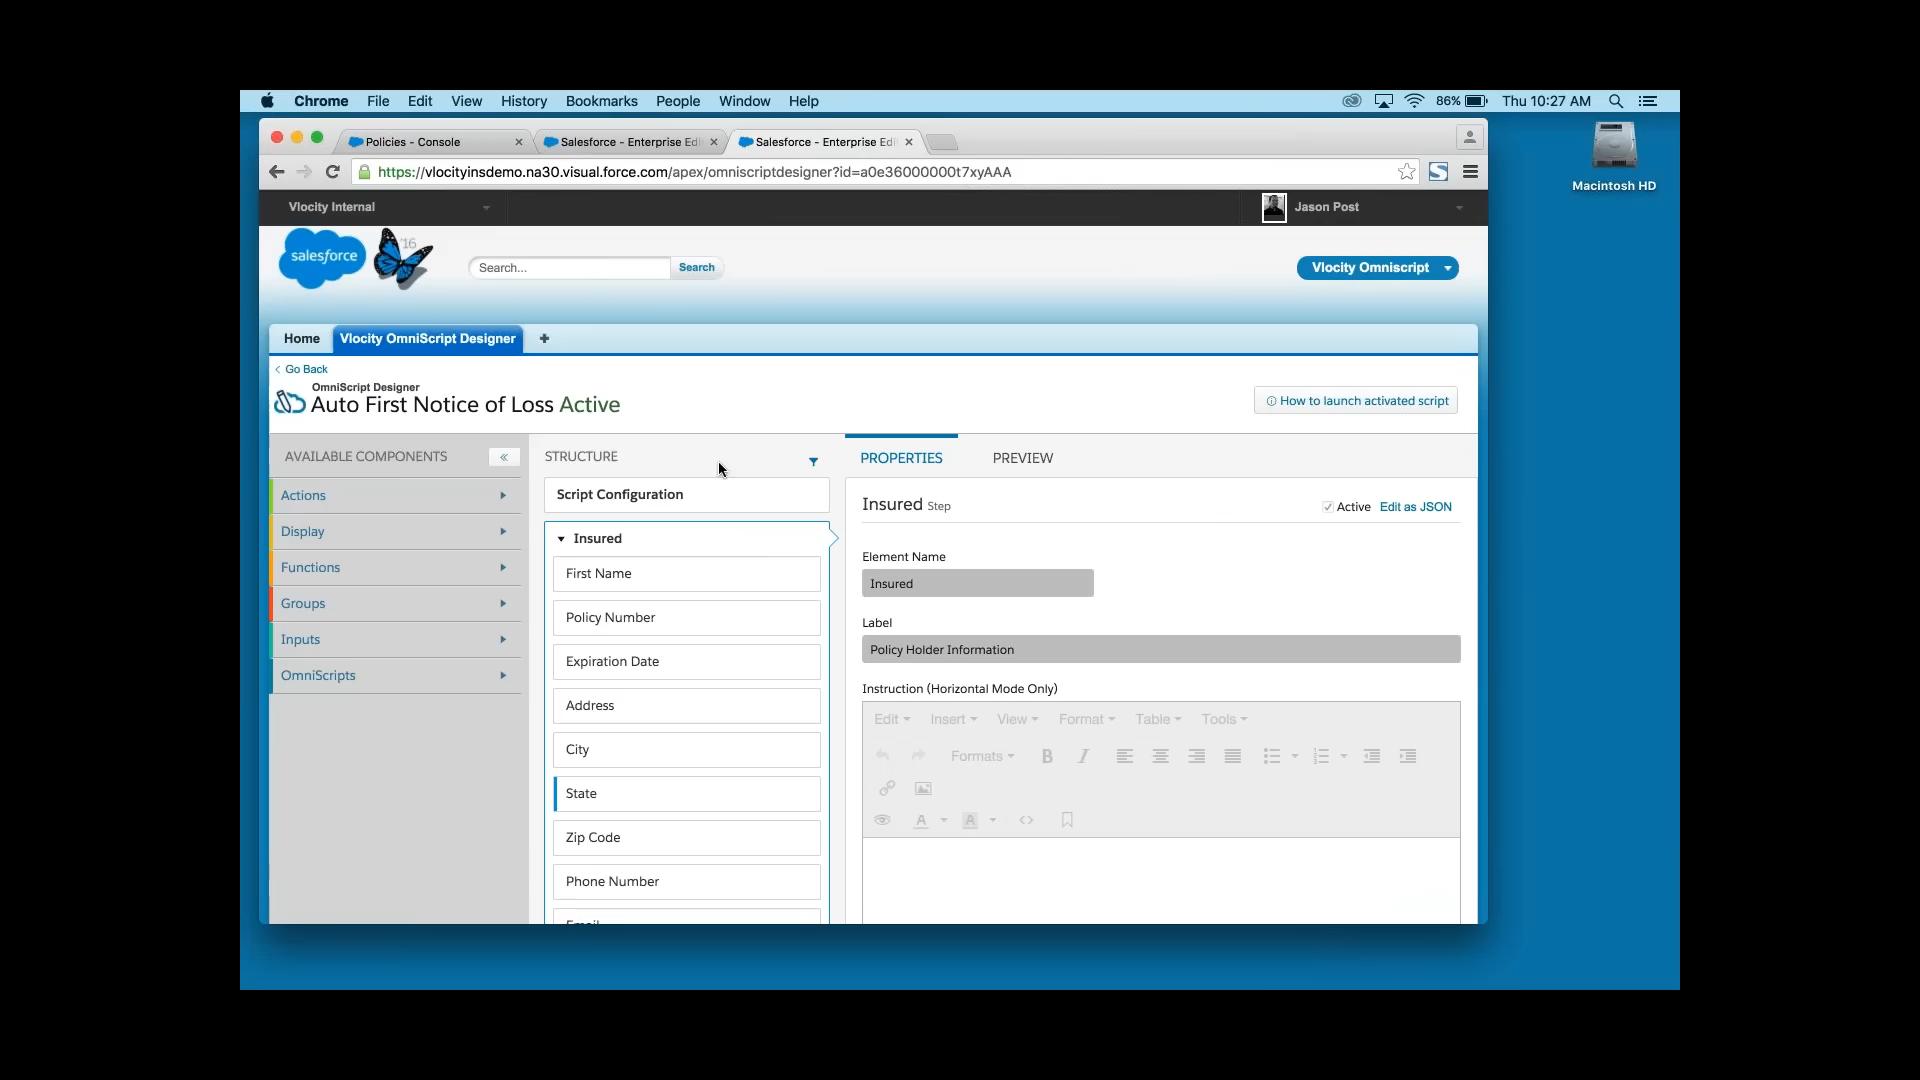 Chrome File Edit View History Bookmarks People Window Help 86% Thu 10:27 AM
Policies - Console Salesforce - Enterprise Edi Salesforce - Enterprise Edi
https://vlocityinsdemo.na30.visual.force.com/apex/omniscriptdesigner?id=a0e36000000t7xyAAA
Macintosh HD
Vlocity Internal Jason Post
salesforce '16 Search... Search Vlocity Omniscript
Home Vlocity OmniScript Designer +
< Go Back
OmniScript Designer
Auto First Notice of Loss Active
How to launch activated script
AVAILABLE COMPONENTS «
Actions
Display
Functions
Groups
Inputs
OmniScripts
STRUCTURE
Script Configuration
Insured
First Name
Policy Number
Expiration Date
Address
City
State
Zip Code
Phone Number
Email
PROPERTIES PREVIEW
Insured Step Active Edit as JSON
Element Name
Insured
Label
Policy Holder Information
Instruction (Horizontal Mode Only)
Edit Insert View Format Table Tools
Formats B I
A A <>